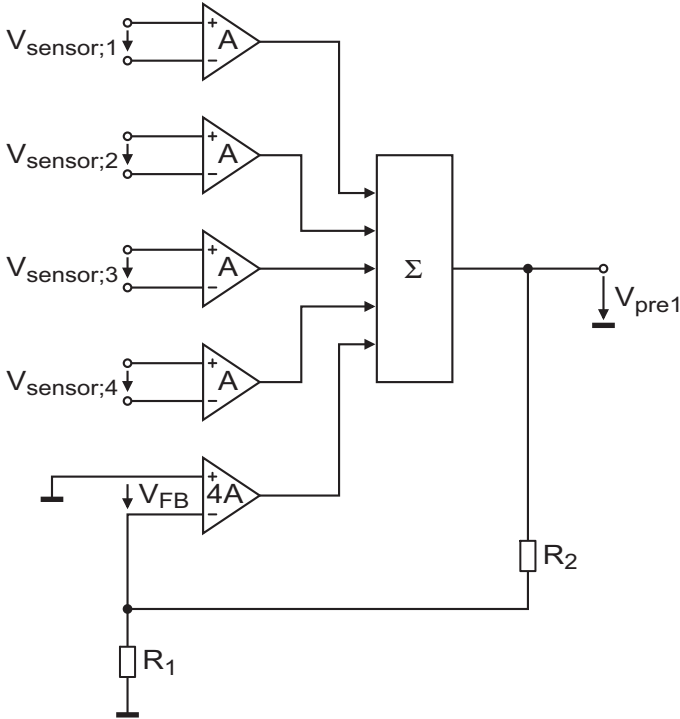 V_sensor;1
+
A
−
V_sensor;2
+
A
−
V_sensor;3
+
A
−
Σ
V_pre1
V_sensor;4
+
A
−
V_FB
+
4A
−
R_2
R_1